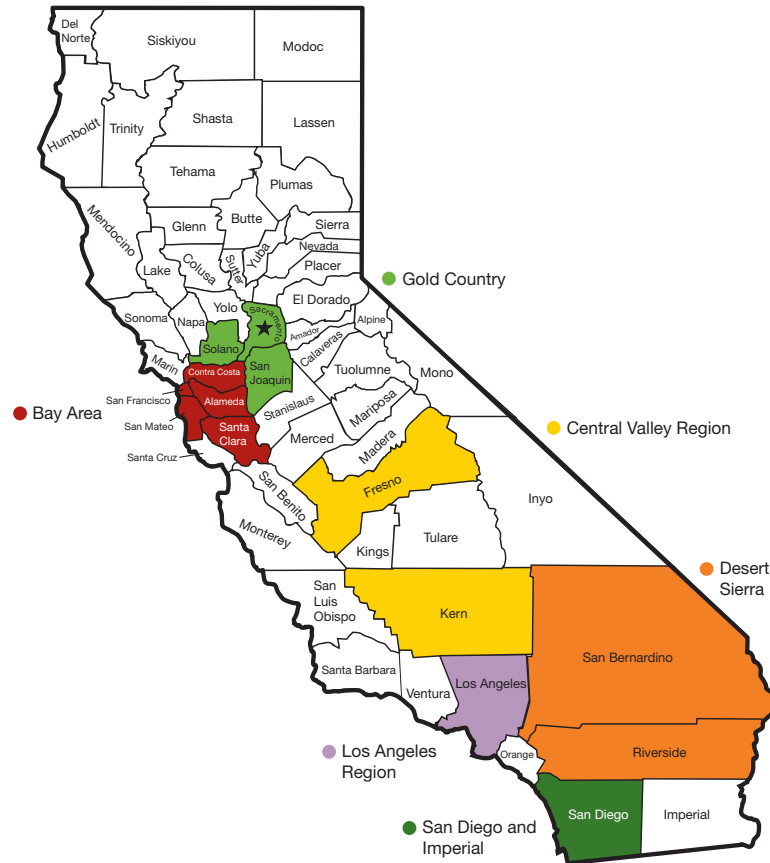 Del
Norte
Siskiyou
Modoc
Humboldt
Trinity
Shasta
Lassen
Tehama
Plumas
Mendocino
Glenn
Butte
Sierra
Nevada
Yuba
Sutter
Colusa
Lake
Placer
Gold Country
El Dorado
Yolo
Sacramento
Sonoma
Napa
Solano
Amador
Alpine
Calaveras
Marin
Contra Costa
San
Joaquin
Tuolumne
Mono
San Francisco
Alameda
Stanislaus
Mariposa
Bay Area
San Mateo
Santa
Clara
Merced
Madera
Central Valley Region
Santa Cruz
San Benito
Fresno
Inyo
Monterey
Kings
Tulare
Desert
Sierra
San
Luis
Obispo
Kern
San Bernardino
Santa Barbara
Ventura
Los Angeles
Los Angeles
Region
Orange
Riverside
San Diego
Imperial
San Diego and
Imperial